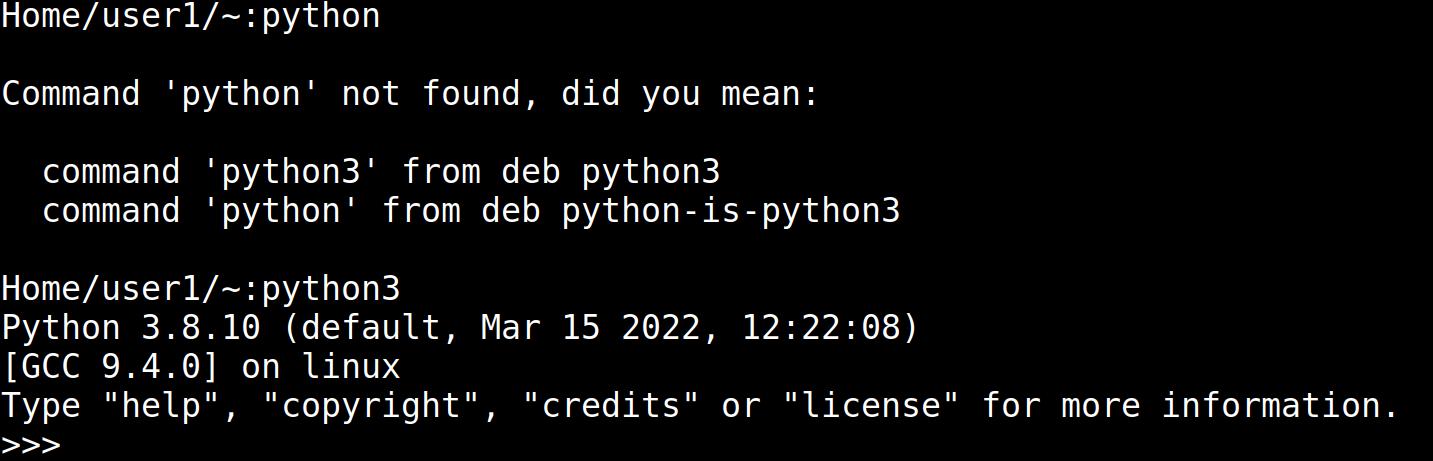 Home/user1/~:python
Command 'python' not found, did you mean:
command 'python3' from deb python3
command 'python' from deb python-is-python3
Home/user1/~:python3
Python 3.8.10 (default, Mar 15 2022, 12:22:08)
[GCC 9.4.0] on linux
Type "help", "copyright", "credits" or "license" for more information.
>>>